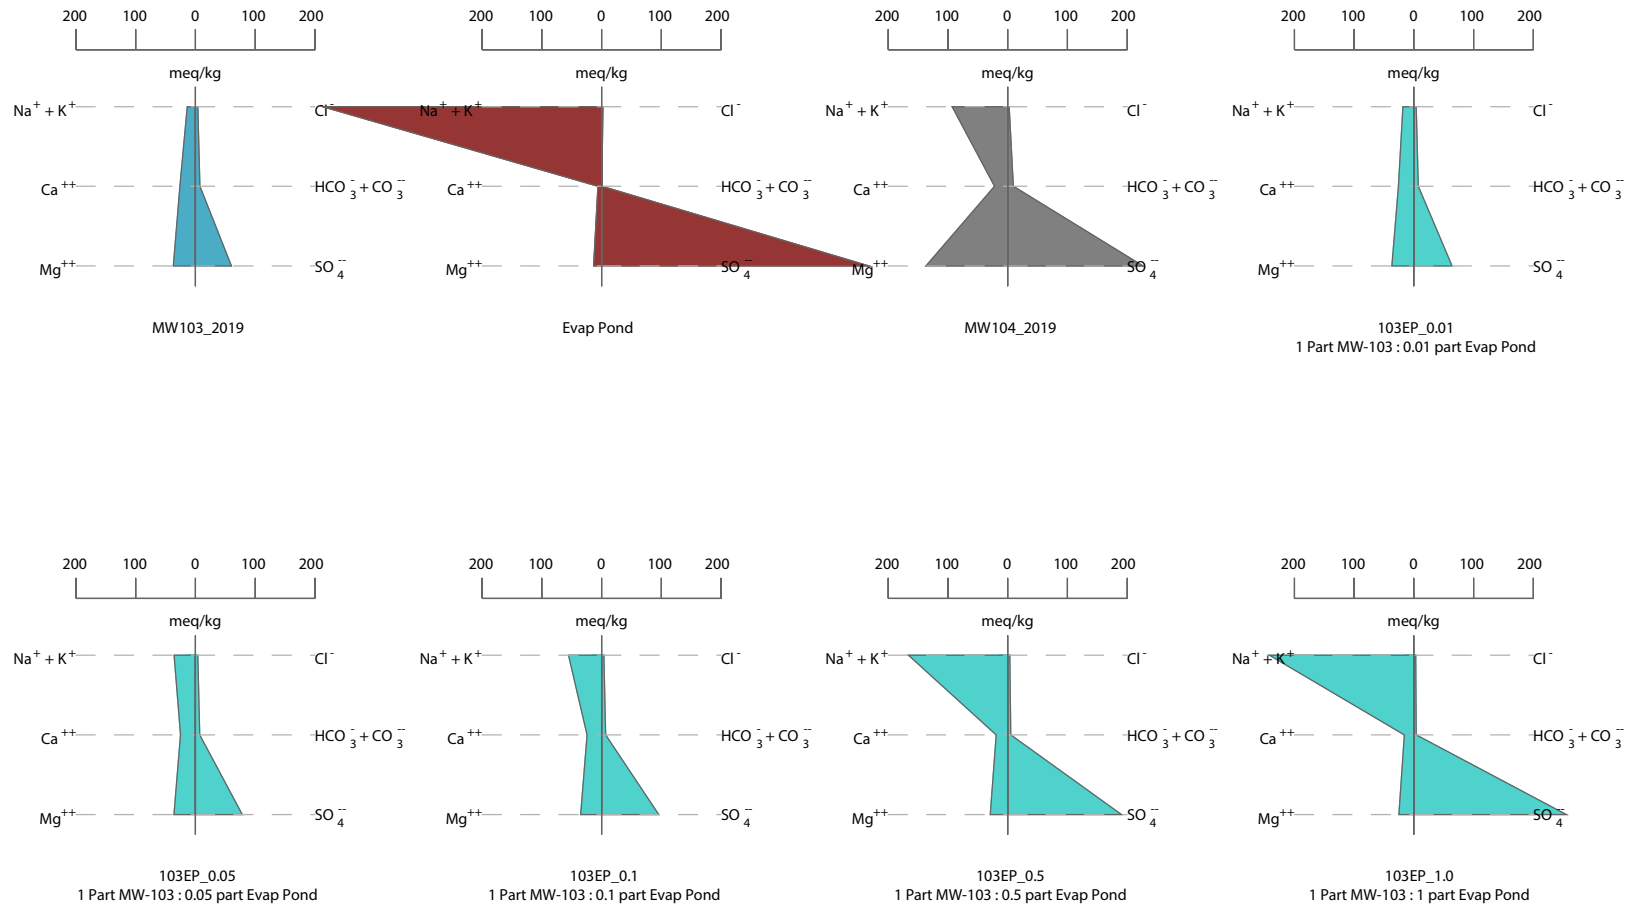 200 100 0 100 200 200 100 0 100 200 200 100 0 100 200 200 100 0 100 200
meq/kg meq/kg meq/kg meq/kg
Na⁺ + K⁺ Cl⁻ Na⁺ + K⁺ Cl⁻ Na⁺ + K⁺ Cl⁻ Na⁺ + K⁺ Cl⁻
Ca⁺⁺ HCO₃⁻ + CO₃⁻⁻ Ca⁺⁺ HCO₃⁻ + CO₃⁻⁻ Ca⁺⁺ HCO₃⁻ + CO₃⁻⁻ Ca⁺⁺ HCO₃⁻ + CO₃⁻⁻
Mg⁺⁺ SO₄⁻⁻ Mg⁺⁺ SO₄⁻⁻ Mg⁺⁺ SO₄⁻⁻ Mg⁺⁺ SO₄⁻⁻
MW103_2019 Evap Pond MW104_2019 103EP_0.01
1 Part MW-103 : 0.01 part Evap Pond
200 100 0 100 200 200 100 0 100 200 200 100 0 100 200 200 100 0 100 200
meq/kg meq/kg meq/kg meq/kg
Na⁺ + K⁺ Cl⁻ Na⁺ + K⁺ Cl⁻ Na⁺ + K⁺ Cl⁻ Na⁺ + K⁺ Cl⁻
Ca⁺⁺ HCO₃⁻ + CO₃⁻⁻ Ca⁺⁺ HCO₃⁻ + CO₃⁻⁻ Ca⁺⁺ HCO₃⁻ + CO₃⁻⁻ Ca⁺⁺ HCO₃⁻ + CO₃⁻⁻
Mg⁺⁺ SO₄⁻⁻ Mg⁺⁺ SO₄⁻⁻ Mg⁺⁺ SO₄⁻⁻ Mg⁺⁺ SO₄⁻⁻
103EP_0.05 103EP_0.1 103EP_0.5 103EP_1.0
1 Part MW-103 : 0.05 part Evap Pond 1 Part MW-103 : 0.1 part Evap Pond 1 Part MW-103 : 0.5 part Evap Pond 1 Part MW-103 : 1 part Evap Pond